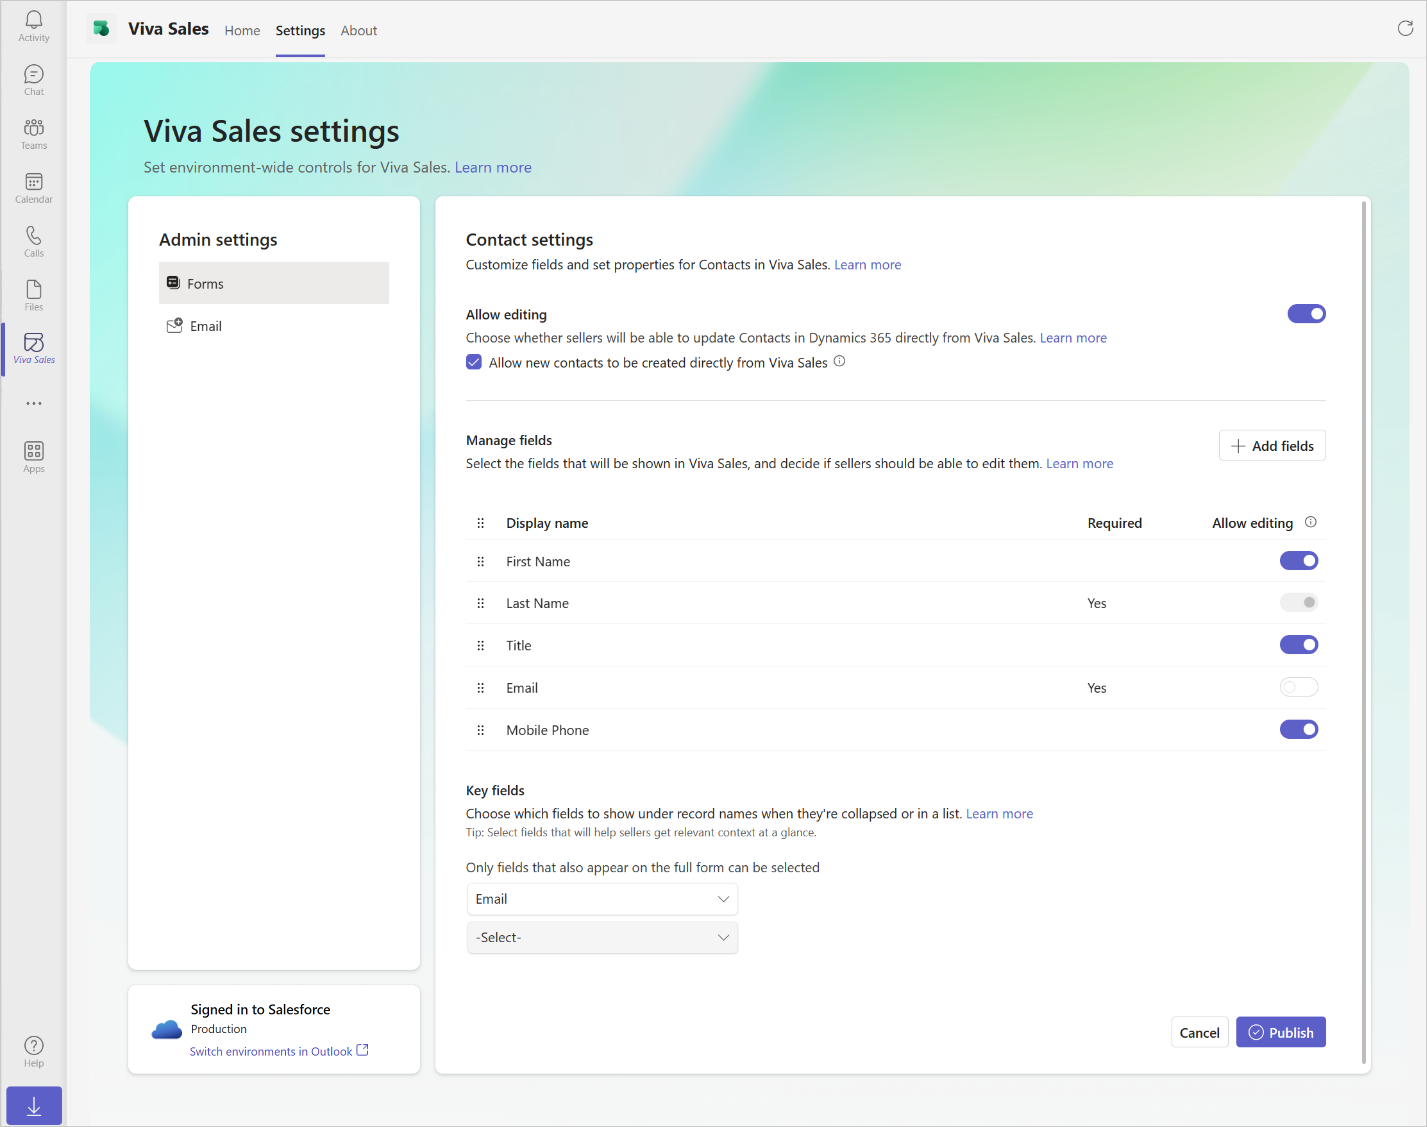 Activity
Chat
Teams
Calendar
Calls
Files
Viva Sales
Apps
Help
Viva Sales Home Settings About
Viva Sales settings
Set environment-wide controls for Viva Sales. Learn more
Admin settings
Forms
Email
Signed in to Salesforce
Production
Switch environments in Outlook
Contact settings
Customize fields and set properties for Contacts in Viva Sales. Learn more
Allow editing
Choose whether sellers will be able to update Contacts in Dynamics 365 directly from Viva Sales. Learn more
Allow new contacts to be created directly from Viva Sales
Manage fields
Add fields
Select the fields that will be shown in Viva Sales, and decide if sellers should be able to edit them. Learn more
Display name Required Allow editing
First Name
Last Name Yes
Title
Email Yes
Mobile Phone
Key fields
Choose which fields to show under record names when they're collapsed or in a list. Learn more
Tip: Select fields that will help sellers get relevant context at a glance.
Only fields that also appear on the full form can be selected
Email
-Select-
Cancel Publish